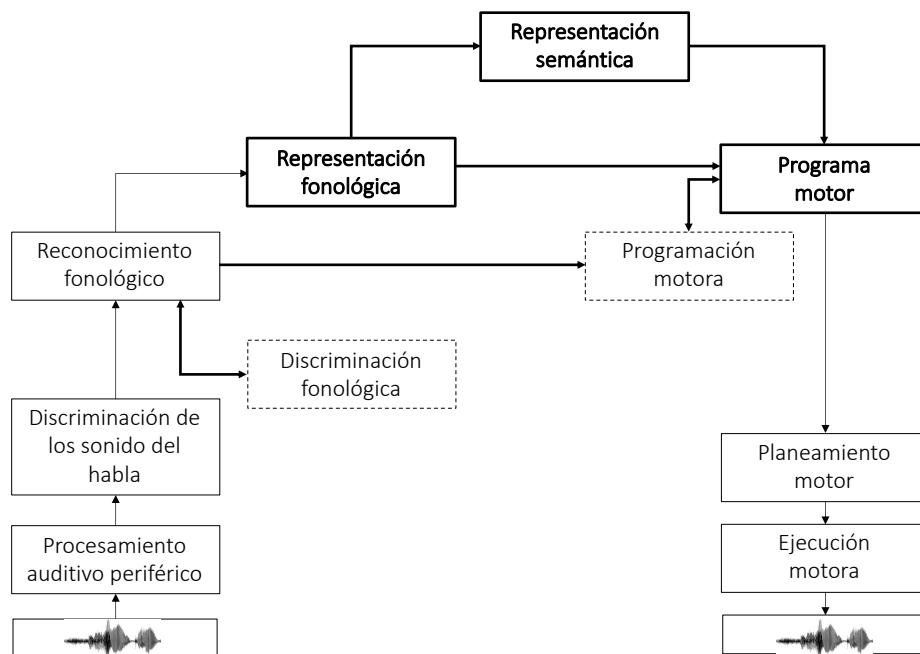 Representación
semántica
Representación
fonológica
Programa
motor
Reconocimiento
fonológico
Programación
motora
Discriminación
fonológica
Discriminación de
los sonido del
habla
Planeamiento
motor
Procesamiento
auditivo periférico
Ejecución
motora